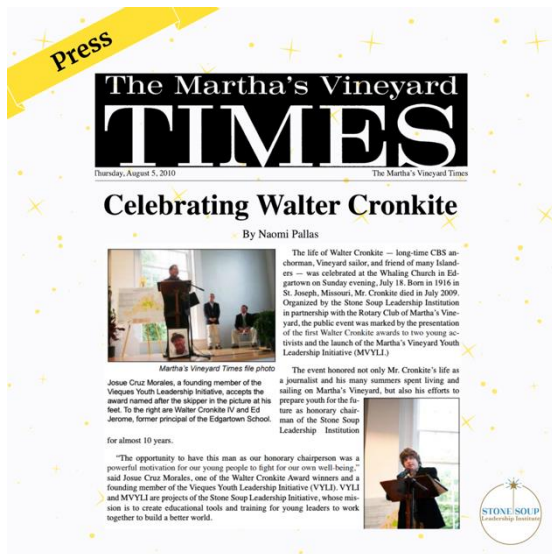 Press
The Martha's Vineyard
TIMES
Thursday, August 5, 2010 The Martha's Vineyard Times
Celebrating Walter Cronkite
By Naomi Pallas
The life of Walter Cronkite — long-time CBS an-
chorman, Vineyard sailor, and friend of many Island-
ers — was celebrated at the Whaling Church in Ed-
gartown on Sunday evening, July 18. Born in 1916 in
St. Joseph, Missouri, Mr. Cronkite died in July 2009.
Organized by the Stone Soup Leadership Institution
in partnership with the Rotary Club of Martha's Vine-
yard, the public event was marked by the presentation
of the first Walter Cronkite awards to two young ac-
tivists and the launch of the Martha's Vineyard Youth
Leadership Initiative (MVYLI.)
Martha's Vineyard Times file photo
Josue Cruz Morales, a founding member of the
Vieques Youth Leadership Initiative, accepts the
award named after the skipper in the picture at his
feet. To the right are Walter Cronkite IV and Ed
Jerome, former principal of the Edgartown School.
The event honored not only Mr. Cronkite's life as
a journalist and his many summers spent living and
sailing on Martha's Vineyard, but also his efforts to
prepare youth for the fu-
ture as honorary chair-
man of the Stone Soup
Leadership Institution
for almost 10 years.
"The opportunity to have this man as our honorary chairperson was a
powerful motivation for our young people to fight for our own well-being,"
said Josue Cruz Morales, one of the Walter Cronkite Award winners and a
founding member of the Vieques Youth Leadership Initiative (VYLI). VYLI
and MVYLI are projects of the Stone Soup Leadership Initiative, whose mis-
sion is to create educational tools and training for young leaders to work
together to build a better world.
STONE SOUP
Leadership Institute